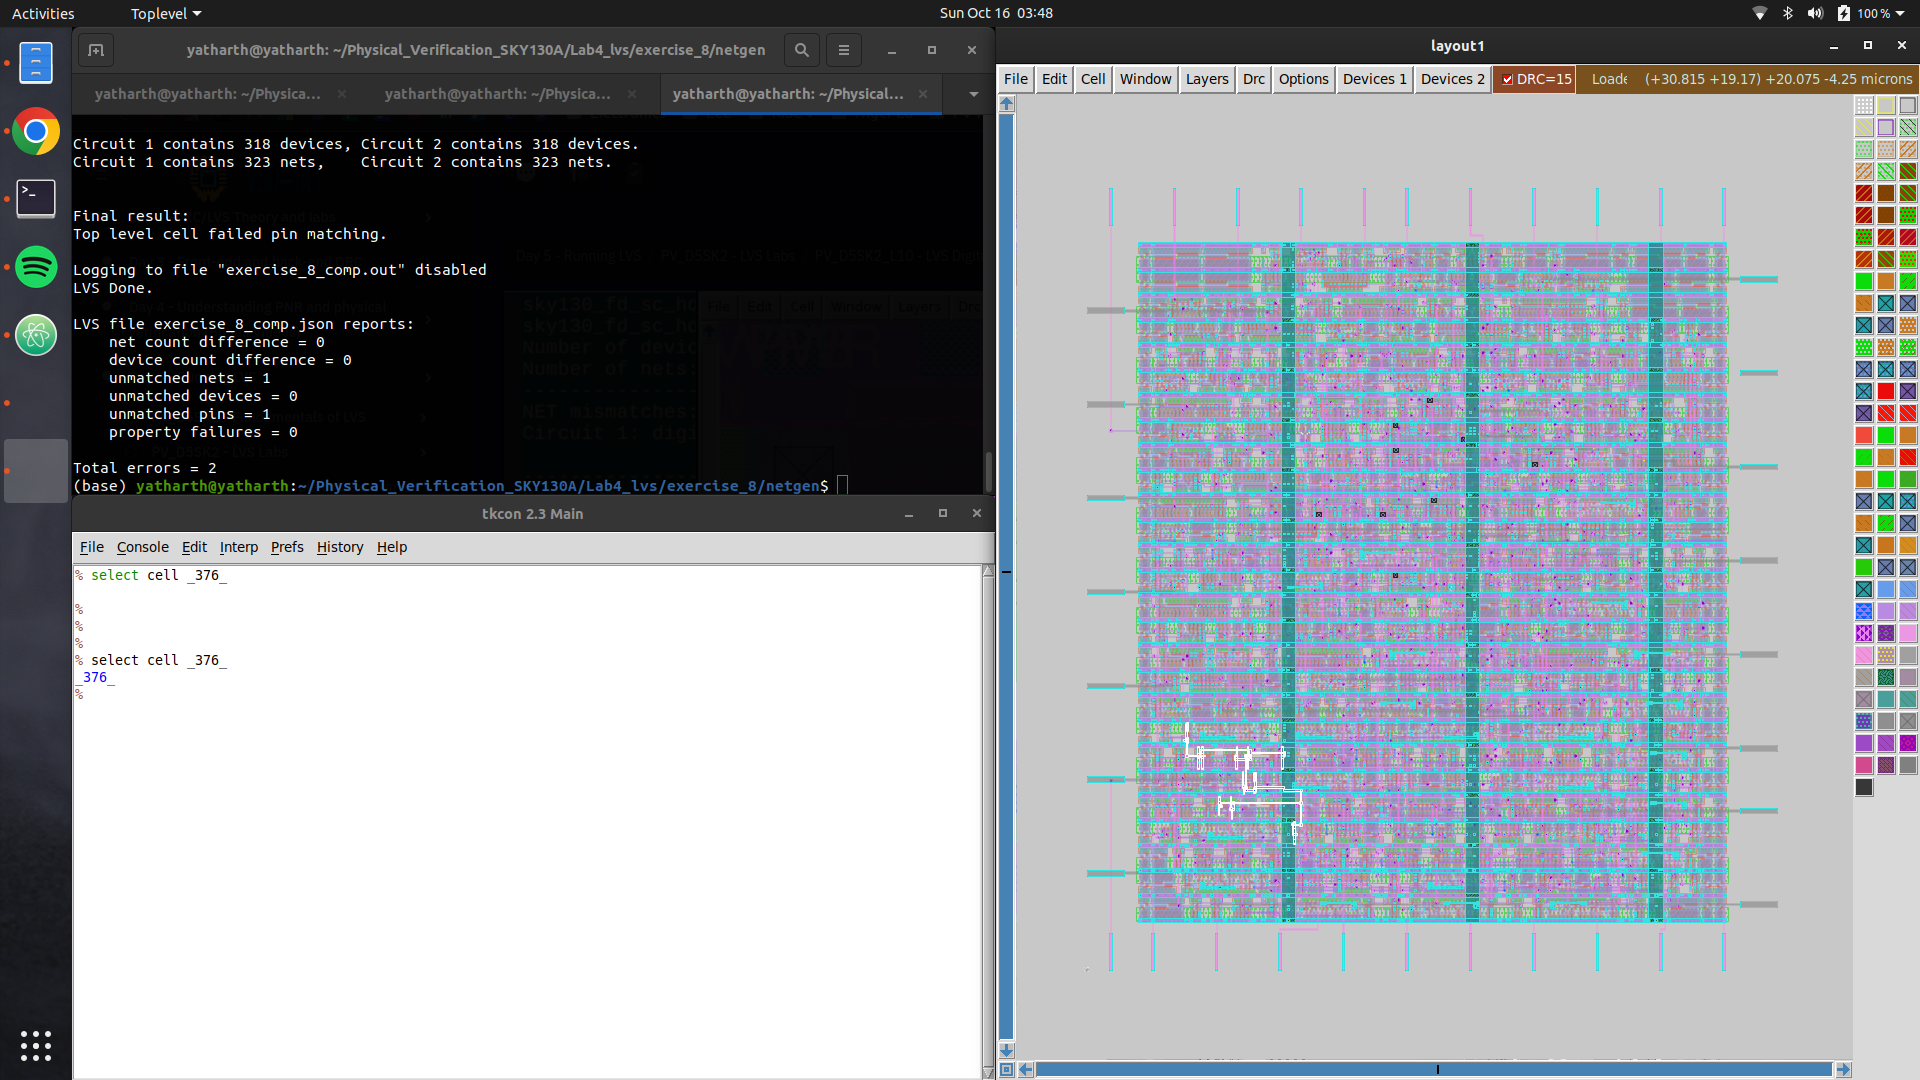 Activities
Toplevel
Sun Oct 16 03:48
100 %
yatharth@yatharth: ~/Physical_Verification_SKY130A/Lab4_lvs/exercise_8/netgen
yatharth@yatharth: ~/Physica...
yatharth@yatharth: ~/Physica...
yatharth@yatharth: ~/Physical...
Circuit 1 contains 318 devices, Circuit 2 contains 318 devices.
Circuit 1 contains 323 nets,    Circuit 2 contains 323 nets.
Final result:
Top level cell failed pin matching.
Logging to file "exercise_8_comp.out" disabled
LVS Done.
LVS file exercise_8_comp.json reports:
net count difference = 0
device count difference = 0
unmatched nets = 1
unmatched devices = 0
unmatched pins = 1
property failures = 0
Total errors = 2
(base) yatharth@yatharth:~/Physical_Verification_SKY130A/Lab4_lvs/exercise_8/netgen$
tkcon 2.3 Main
File Console Edit Interp Prefs History Help
% select cell _376_
%
%
%
% select cell _376_
_376_
%
layout1
File Edit Cell Window Layers Drc Options Devices 1 Devices 2 DRC=15 Loade (+30.815 +19.17) +20.075 -4.25 microns